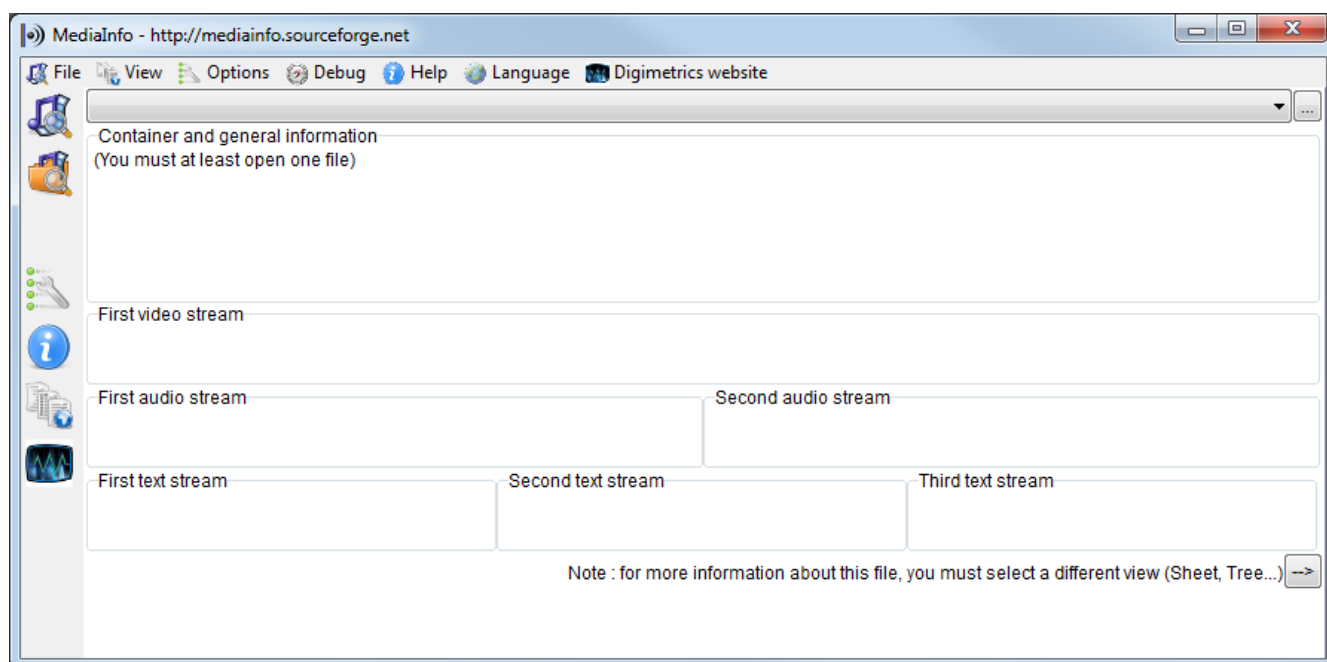 MediaInfo - http://mediainfo.sourceforge.net
File View Options Debug Help Language Digimetrics website
...
Container and general information
(You must at least open one file)
First video stream
First audio stream Second audio stream
First text stream Second text stream Third text stream
Note : for more information about this file, you must select a different view (Sheet, Tree...) -->